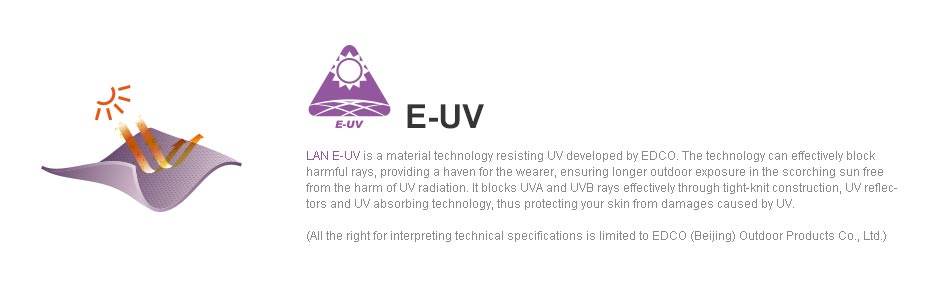 E-UV
E-UV
LAN E-UV is a material technology resisting UV developed by EDCO. The technology can effectively block
harmful rays, providing a haven for the wearer, ensuring longer outdoor exposure in the scorching sun free
from the harm of UV radiation. It blocks UVA and UVB rays effectively through tight-knit construction, UV reflec-
tors and UV absorbing technology, thus protecting your skin from damages caused by UV.
(All the right for interpreting technical specifications is limited to EDCO (Beijing) Outdoor Products Co., Ltd.)